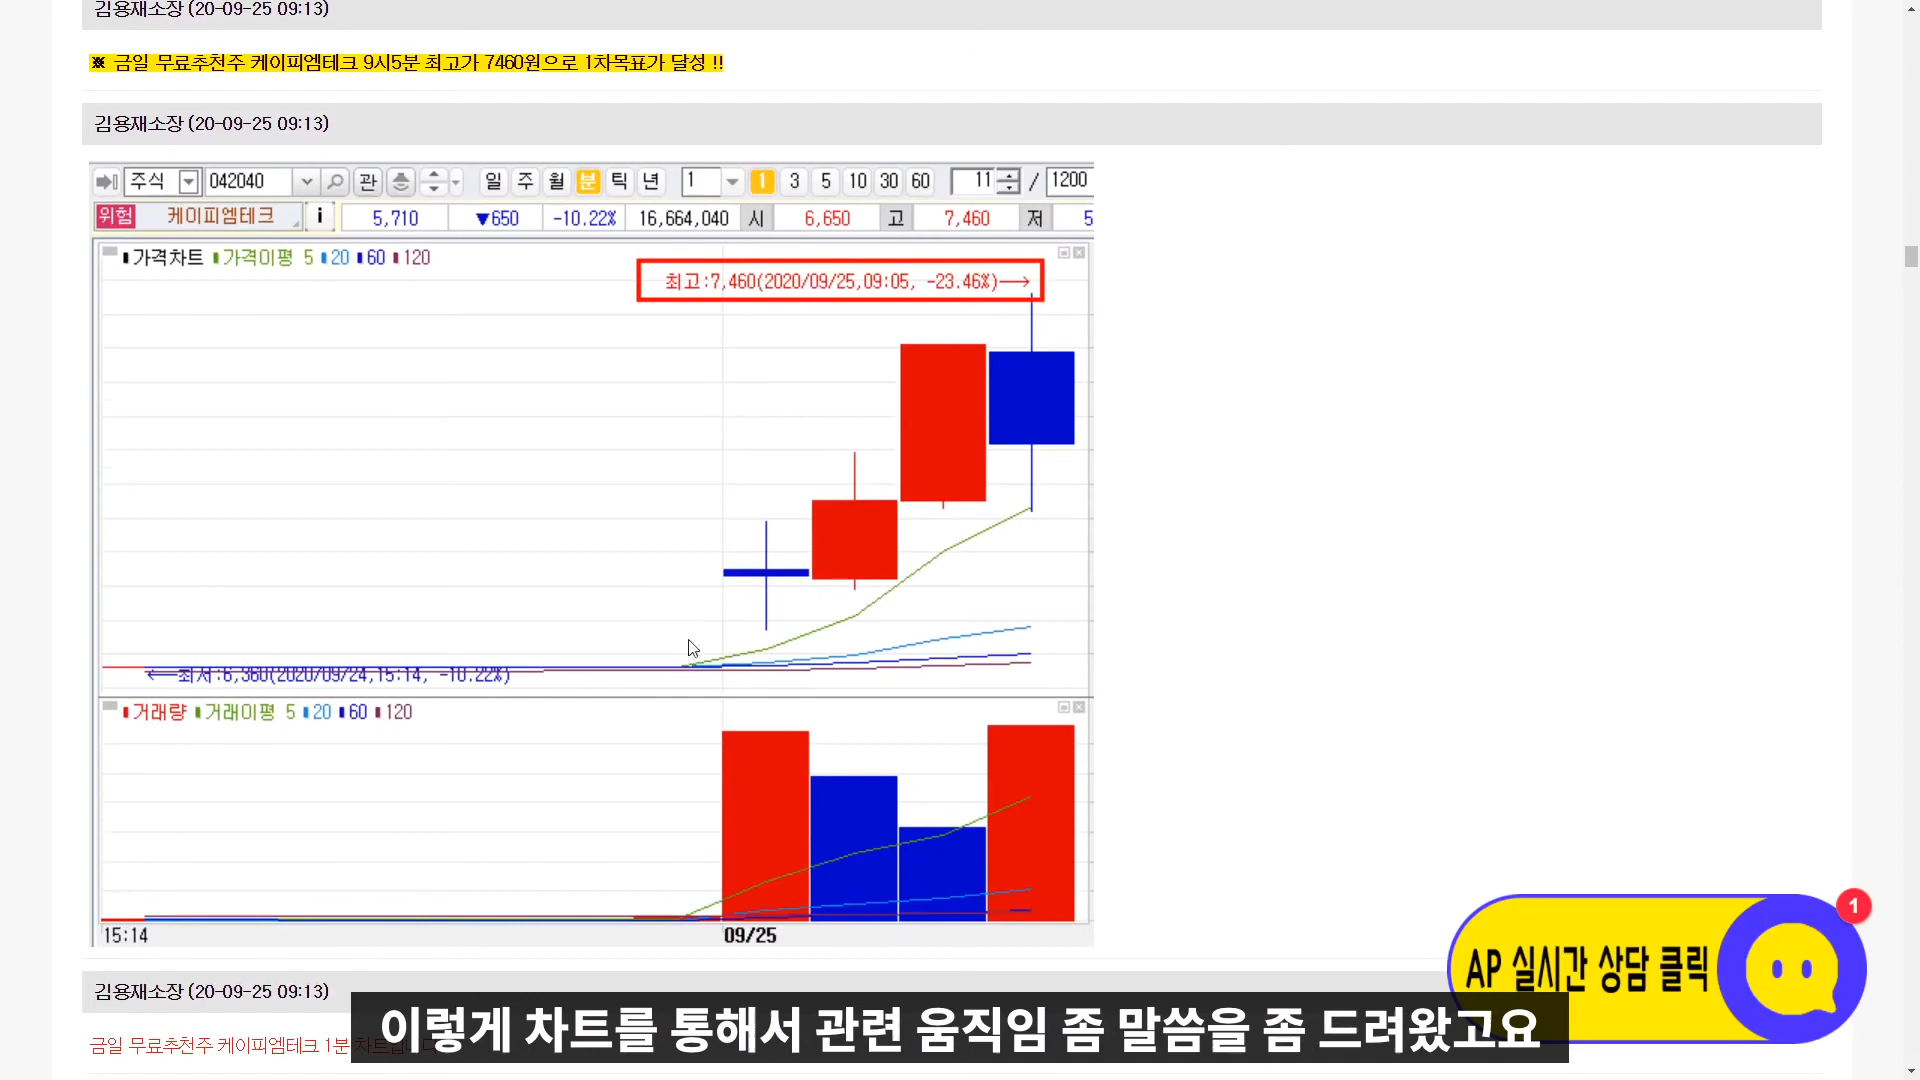 김용재소장 (20-09-25 09:13)
※ 금일 무료추천주 케이피엠테크 9시5분 최고가 7460원으로 1차목표가 달성 !!
김용재소장 (20-09-25 09:13)
주식 042040 관 일 주 월 분 틱 년 1 1 3 5 10 30 60 11 / 1200
위험 케이피엠테크 i 5,710 ▼650 -10.22% 16,664,040 시 6,650 고 7,460 저 5
가격차트 가격이평 5 20 60 120
최고:7,460(2020/09/25,09:05, -23.46%)→
←최저:6,360(2020/09/24,15:14, -10.22%)
거래량 거래이평 5 20 60 120
15:14 09/25
1
AP 실시간 상담 클릭
김용재소장 (20-09-25 09:13)
이렇게 차트를 통해서 관련 움직임 좀 말씀을 좀 드려왔고요
금일 무료추천주 케이피엠테크 1분